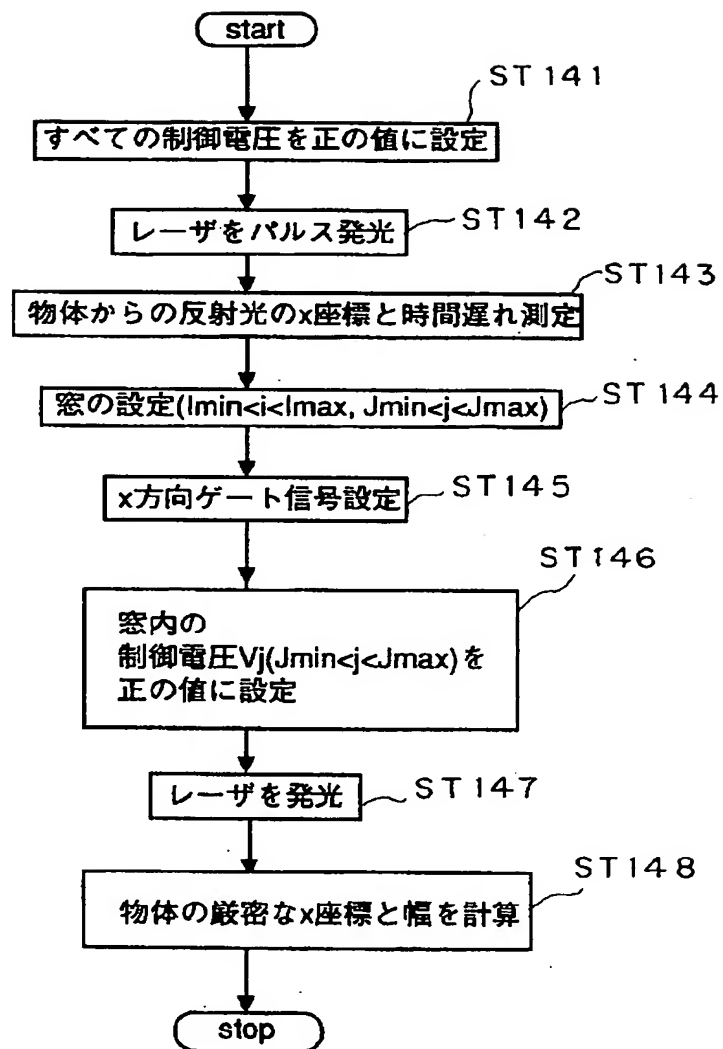 start
ST141
すべての制御電圧を正の値に設定
レーザをパルス発光
ST142
ST143
物体からの反射光のx座標と時間遅れ測定
窓の設定(Imin<i<Imax, Jmin<j<Jmax)
ST144
x方向ゲート信号設定
ST145
ST146
窓内の
制御電圧Vj(Jmin<j<Jmax)を
正の値に設定
レーザを発光
ST147
ST148
物体の厳密なx座標と幅を計算
stop